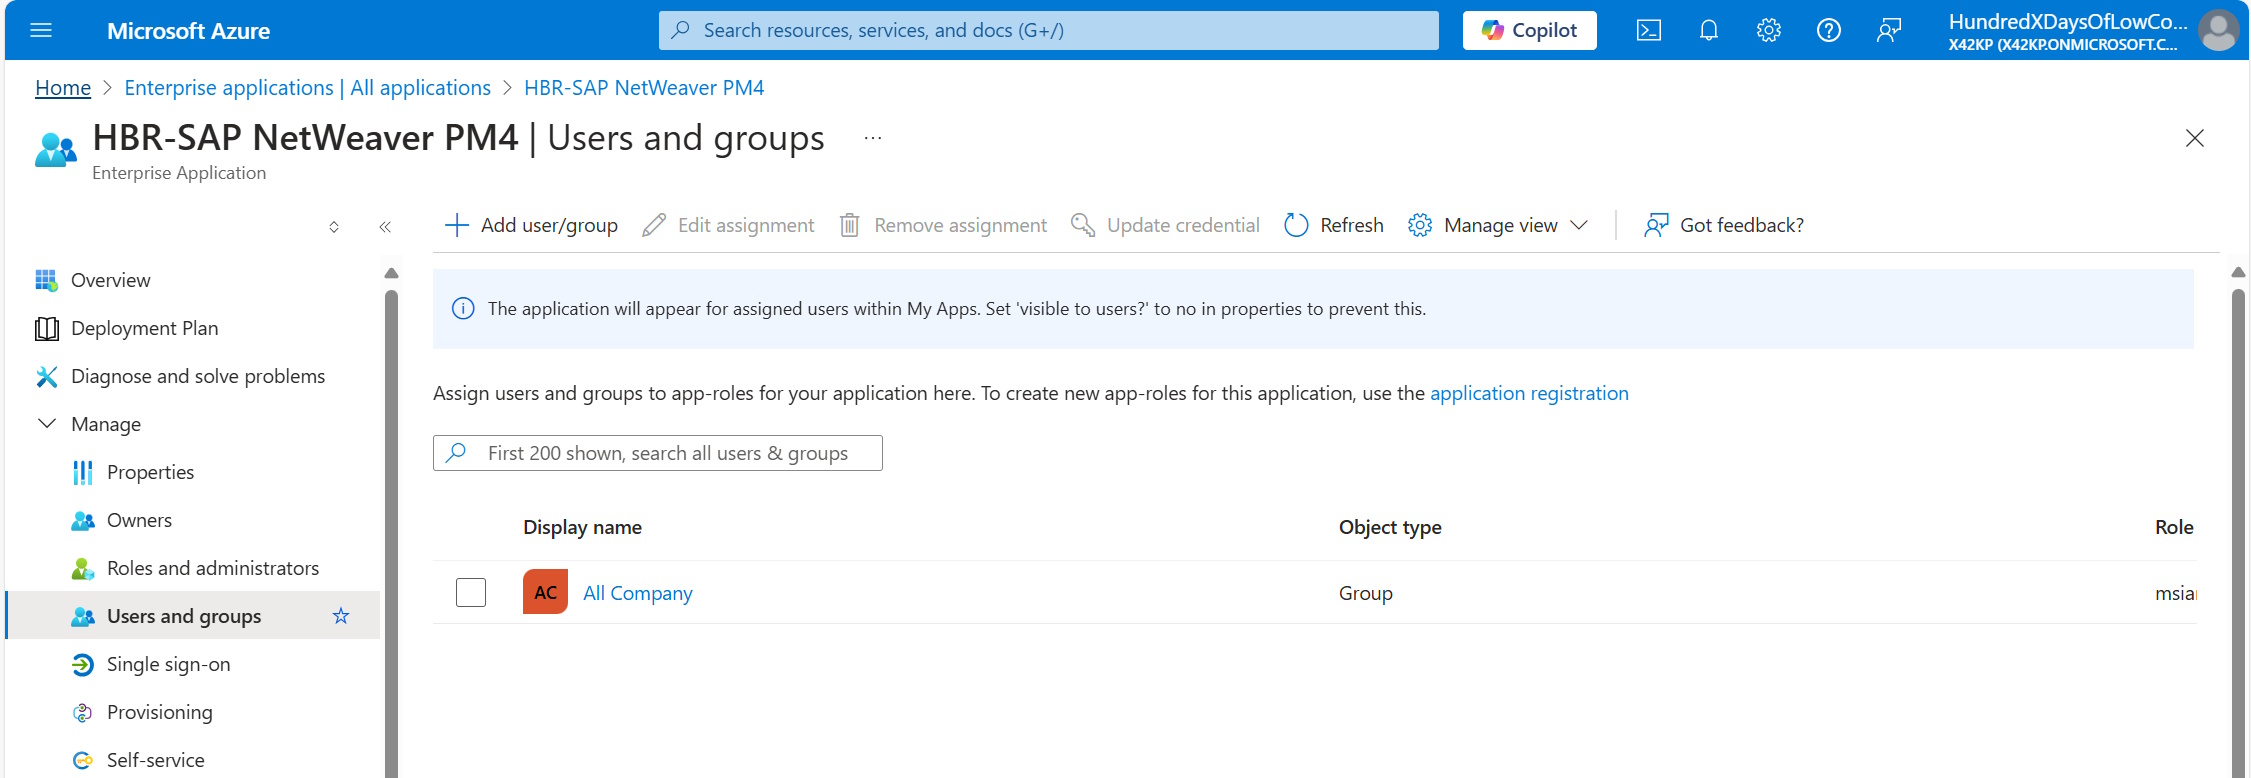 Microsoft Azure
Search resources, services, and docs (G+/)
Copilot
HundredXDaysOfLowCo...
X42KP (X42KP.ONMICROSOFT.C...
Home > Enterprise applications | All applications > HBR-SAP NetWeaver PM4
HBR-SAP NetWeaver PM4 | Users and groups ...
Enterprise Application
Add user/group
Edit assignment
Remove assignment
Update credential
Refresh
Manage view
Got feedback?
Overview
Deployment Plan
Diagnose and solve problems
Manage
Properties
Owners
Roles and administrators
Users and groups
Single sign-on
Provisioning
Self-service
The application will appear for assigned users within My Apps. Set 'visible to users?' to no in properties to prevent this.
Assign users and groups to app-roles for your application here. To create new app-roles for this application, use the application registration
First 200 shown, search all users & groups
Display name Object type Role
AC All Company Group